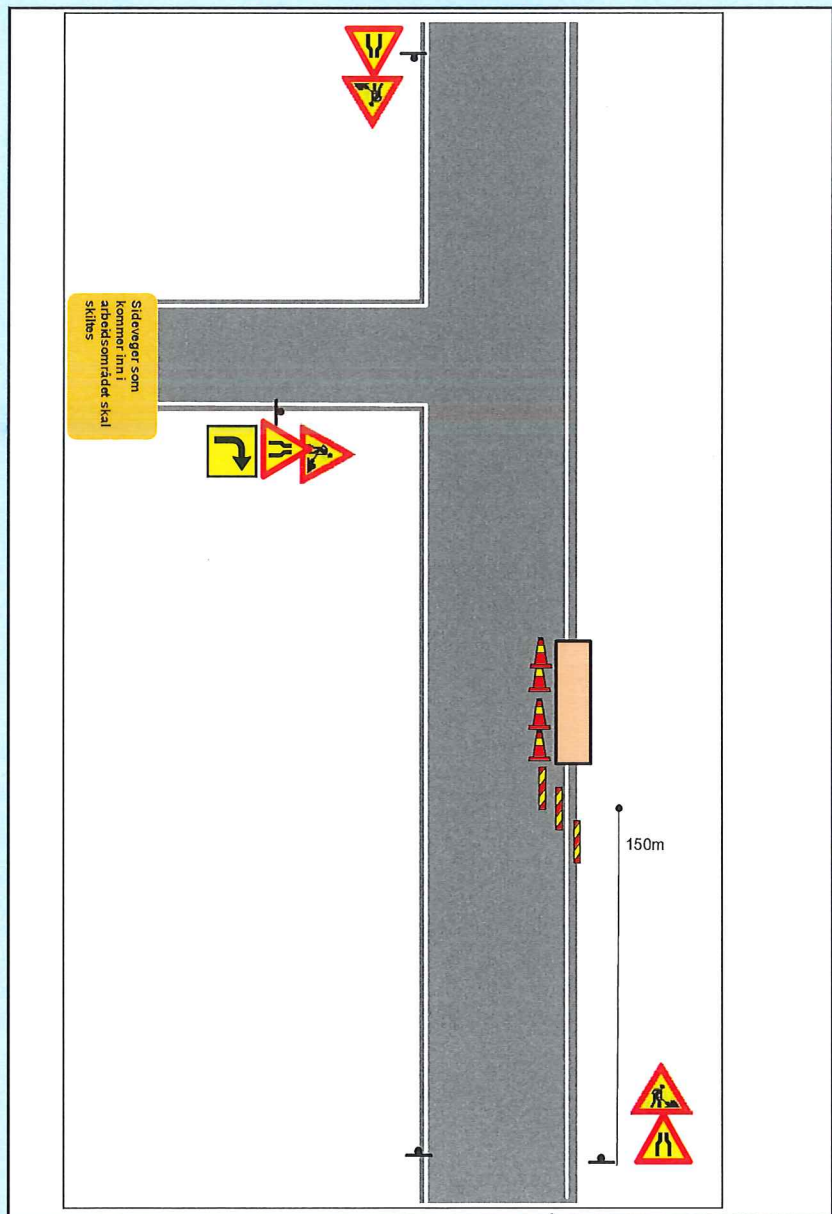 Sideveger som
kommer inn i
arbeidsområdet skal
skiltes
150m